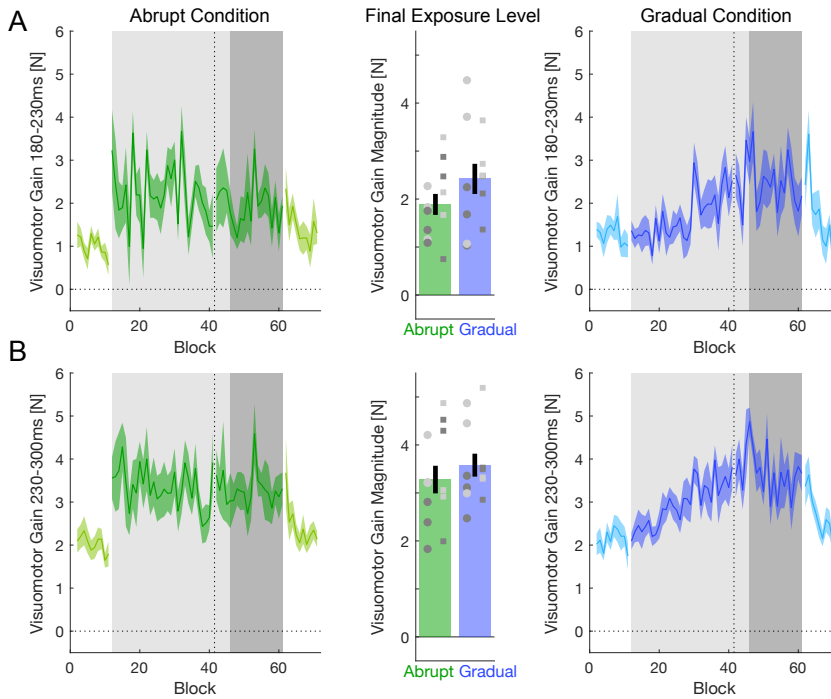 A
Abrupt Condition
Final Exposure Level
Gradual Condition
Visuomotor Gain 180-230ms [N]
6
5
4
3
2
1
0
0 20 40 60
Block
Visuomotor Gain Magnitude [N]
4
2
0
Abrupt Gradual
Visuomotor Gain 180-230ms [N]
6
5
4
3
2
1
0
0 20 40 60
Block
B
Visuomotor Gain 230-300ms [N]
6
5
4
3
2
1
0
0 20 40 60
Block
Visuomotor Gain Magnitude [N]
4
2
0
Abrupt Gradual
Visuomotor Gain 230-300ms [N]
6
5
4
3
2
1
0
0 20 40 60
Block